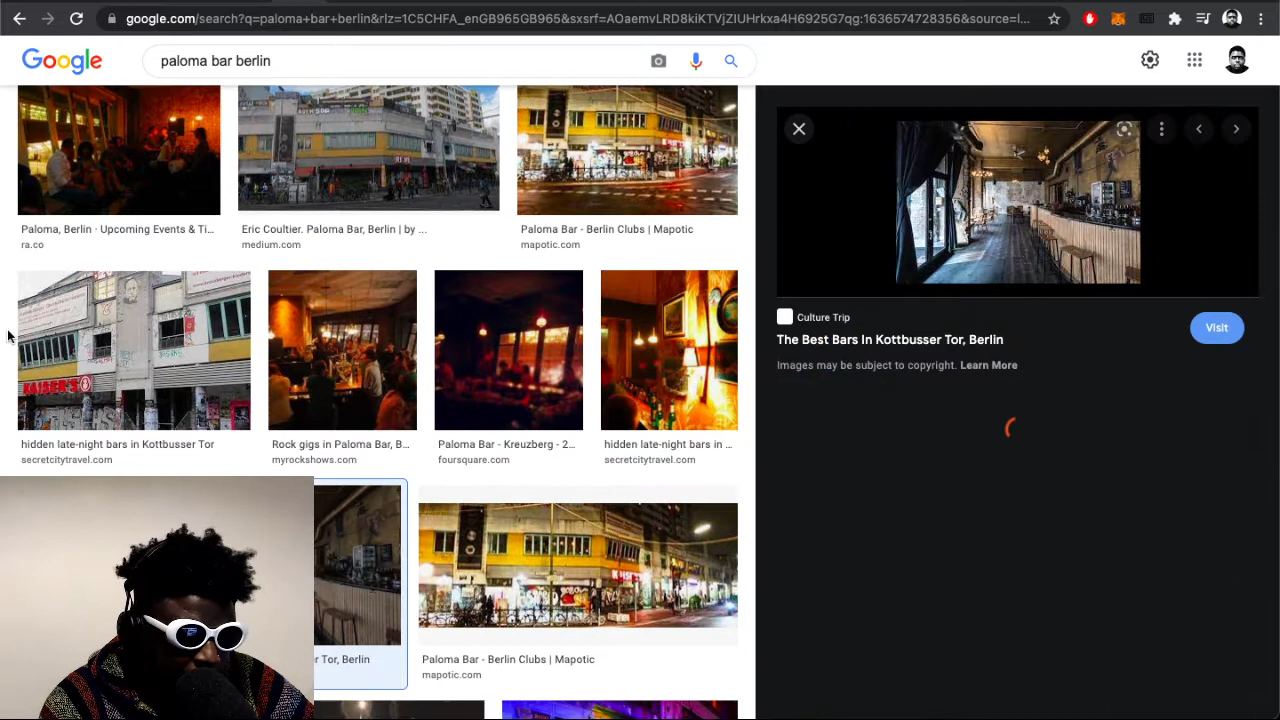 google.com/search?q=paloma+bar+berlin&rlz=1C5CHFA_enGB965GB965&sxsrf=AOaemvLRD8kiKTVjZIUHrkxa4H6925G7qg:1636574728356&source=l...
Google
paloma bar berlin
Paloma, Berlin · Upcoming Events & Ti...
ra.co
Eric Coultier. Paloma Bar, Berlin | by ...
medium.com
Paloma Bar - Berlin Clubs | Mapotic
mapotic.com
KAISER'S
hidden late-night bars in Kottbusser Tor
secretcitytravel.com
Rock gigs in Paloma Bar, B...
myrockshows.com
Paloma Bar - Kreuzberg - 2...
foursquare.com
hidden late-night bars in ...
secretcitytravel.com
r Tor, Berlin
Paloma Bar - Berlin Clubs | Mapotic
mapotic.com
Culture Trip
The Best Bars In Kottbusser Tor, Berlin
Visit
Images may be subject to copyright. Learn More